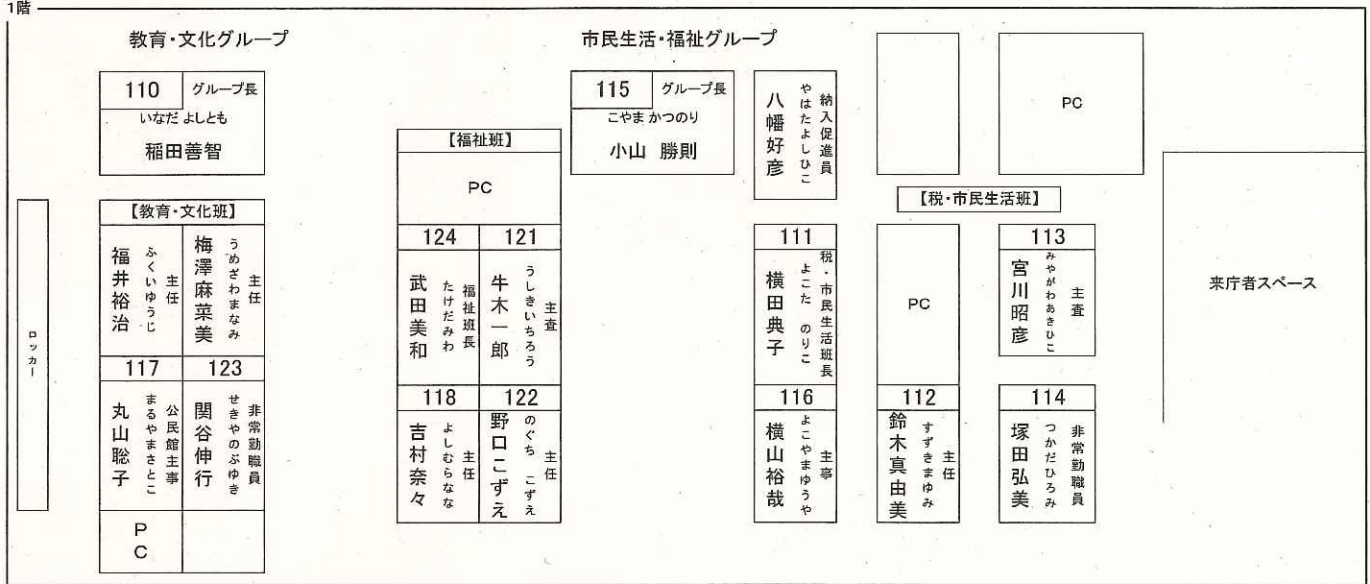 1階
教育・文化グループ
市民生活・福祉グループ
110
グループ長
いなだ よしとも
稲田善智
115
グループ長
こやま かつのり
小山 勝則
納入促進員
やはたよしひこ
八幡好彦
PC
【福祉班】
PC
【税・市民生活班】
ロッカー
【教育・文化班】
主任
うめざわまなみ
梅澤麻菜美
主任
ふくいゆうじ
福井裕治
117
123
非常勤職員
せきやのぶゆき
関谷伸行
公民館主事
まるやまさとこ
丸山聡子
PC
124
121
主査
うしきいちろう
牛木一郎
福祉班長
たけだみわ
武田美和
118
122
主任
のぐち こずえ
野口こずえ
主任
よしむらなな
吉村奈々
111
税・市民生活班長
よこた のりこ
横田典子
116
主事
よこやまゆうや
横山裕哉
PC
112
主任
すずきまゆみ
鈴木真由美
113
主査
みやがわあきひこ
宮川昭彦
114
非常勤職員
つかだひろみ
塚田弘美
来庁者スペース